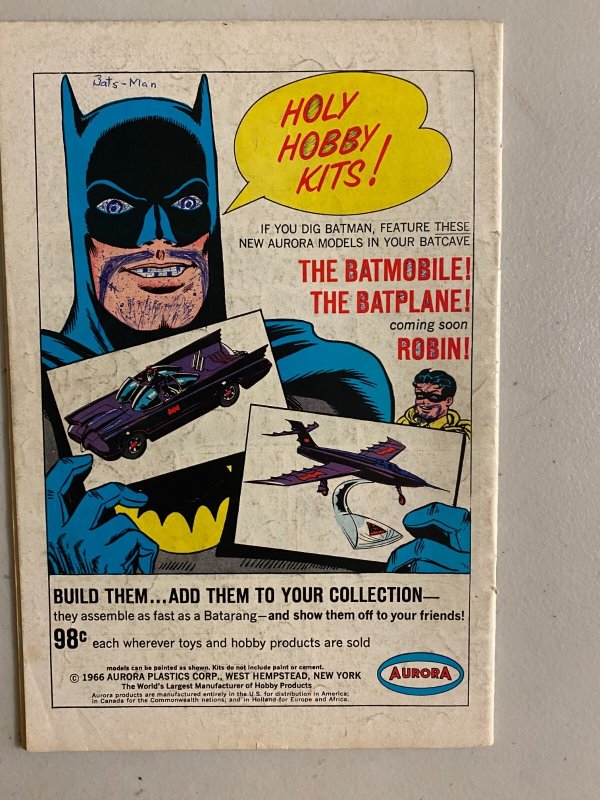 Bats-Man
HOLY
HOBBY
KITS!
IF YOU DIG BATMAN, FEATURE THESE
NEW AURORA MODELS IN YOUR BATCAVE
THE BATMOBILE!
THE BATPLANE!
coming soon
ROBIN!
BUILD THEM...ADD THEM TO YOUR COLLECTION—
they assemble as fast as a Batarang—and show them off to your friends!
98c each wherever toys and hobby products are sold
models can be painted as shown. Kits do not include paint or cement.
© 1966 AURORA PLASTICS CORP., WEST HEMPSTEAD, NEW YORK
The World's Largest Manufacturer of Hobby Products
Aurora products are manufactured entirely in the U.S. for distribution in America;
in Canada for the Commonwealth nations; and in Holland for Europe and Africa.
AURORA